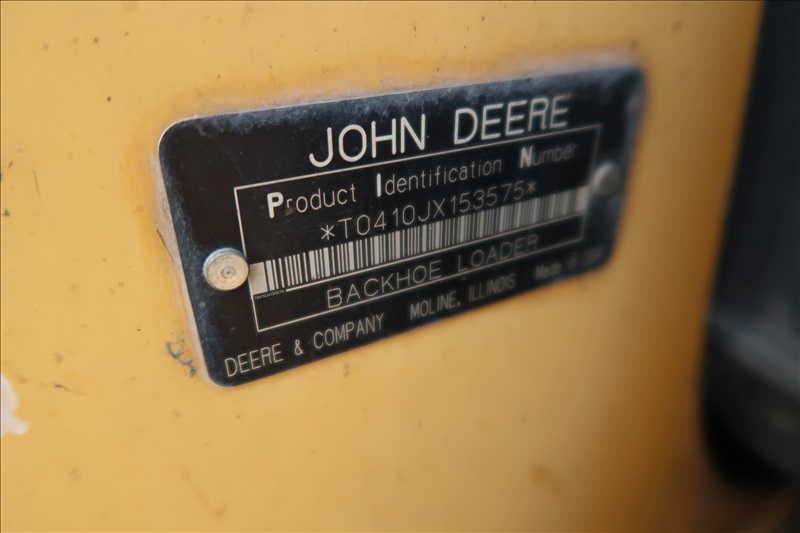 JOHN DEERE
Product Identification Number
*T0410JX153575*
BACKHOE LOADER
DEERE & COMPANY MOLINE, ILLINOIS Made in USA